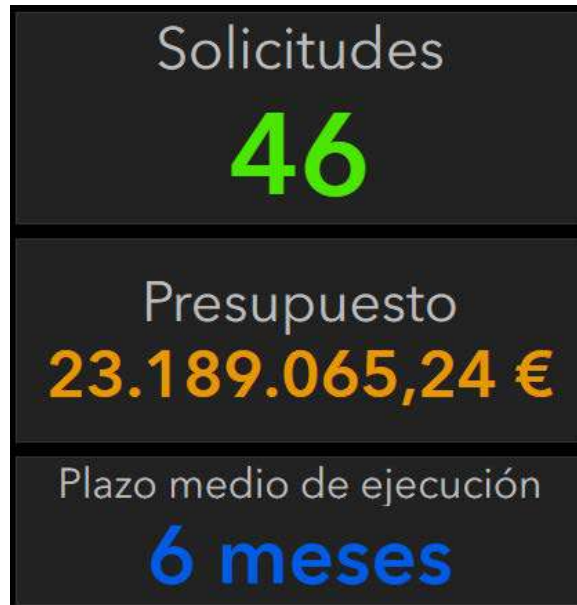 Solicitudes
46
Presupuesto
23.189.065,24 €
Plazo medio de ejecución
6 meses